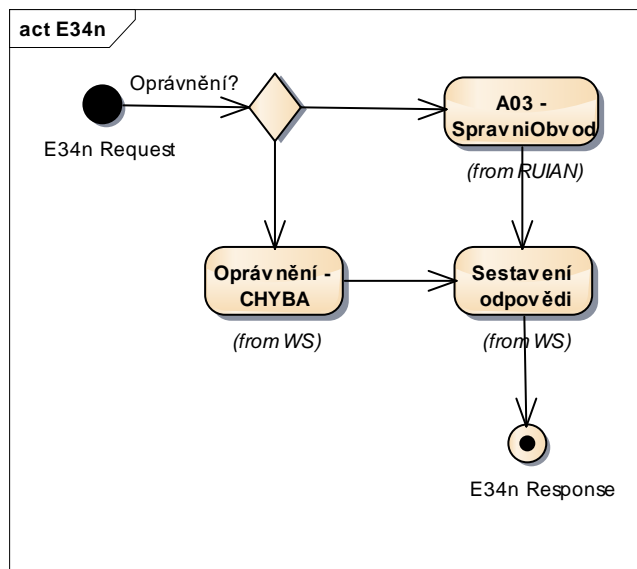 act E34n
Oprávnění?
E34n Request
A03 -
SpravniObvod
(from RUIAN)
Oprávnění -
CHYBA
(from WS)
Sestavení
odpovědi
(from WS)
E34n Response